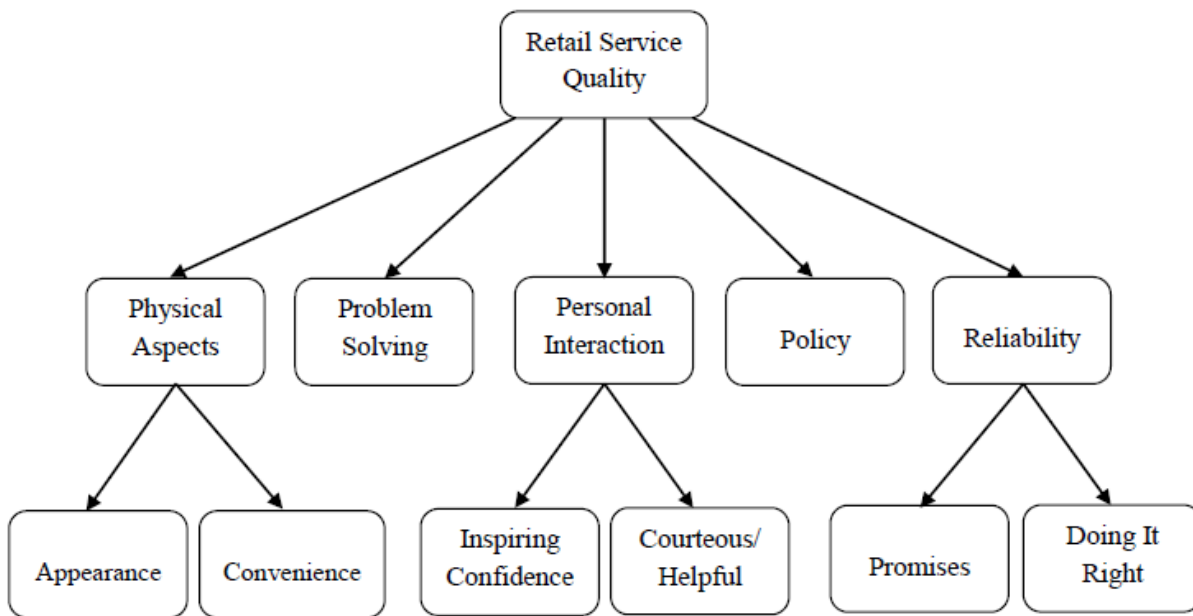 Retail Service
Quality
Physical
Aspects
Problem
Solving
Personal
Interaction
Policy
Reliability
Appearance
Convenience
Inspiring
Confidence
Courteous/
Helpful
Promises
Doing It
Right